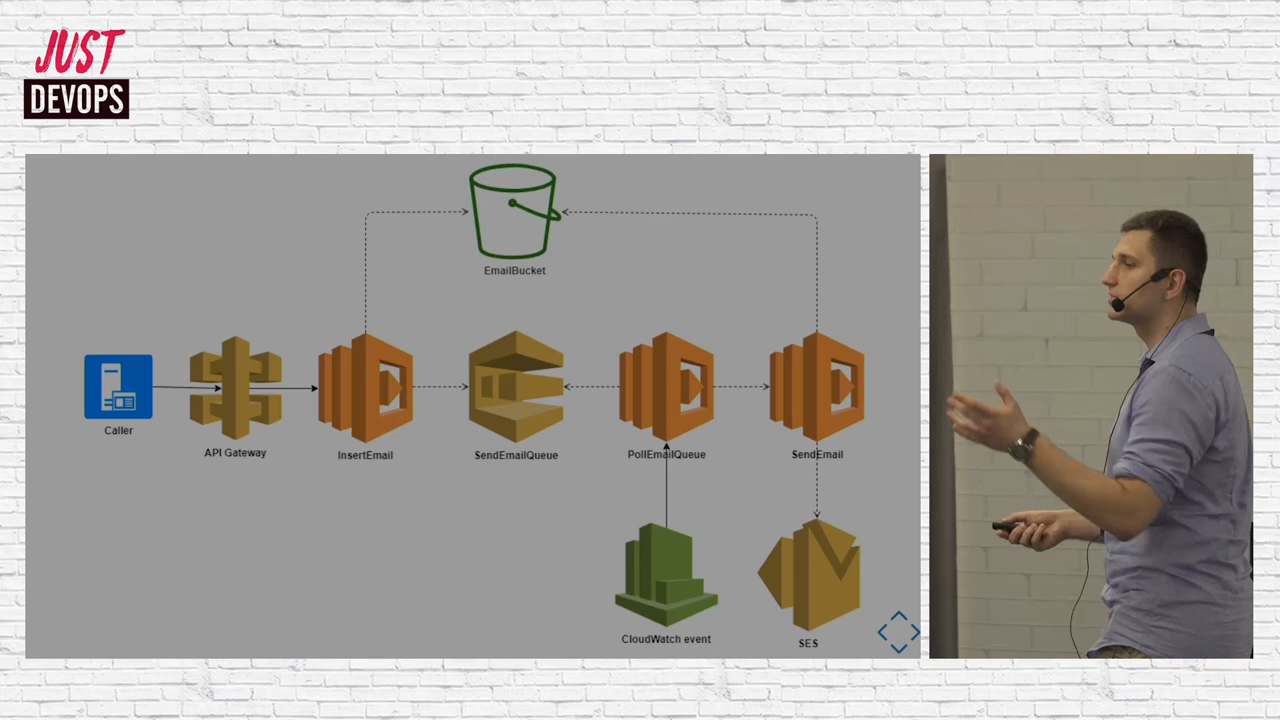 JUST
DEVOPS
EmailBucket
Caller
API Gateway
InsertEmail
SendEmailQueue
PollEmailQueue
SendEmail
CloudWatch event
SES